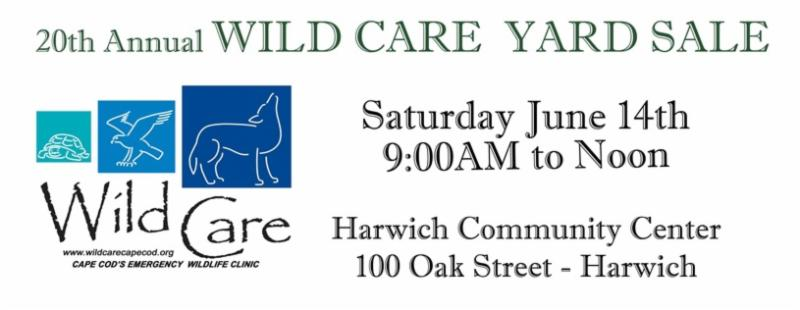 20th Annual WILD CARE YARD SALE
Saturday June 14th
9:00AM to Noon
Wild Care
www.wildcarecapecod.org
CAPE COD'S EMERGENCY WILDLIFE CLINIC
Harwich Community Center
100 Oak Street - Harwich